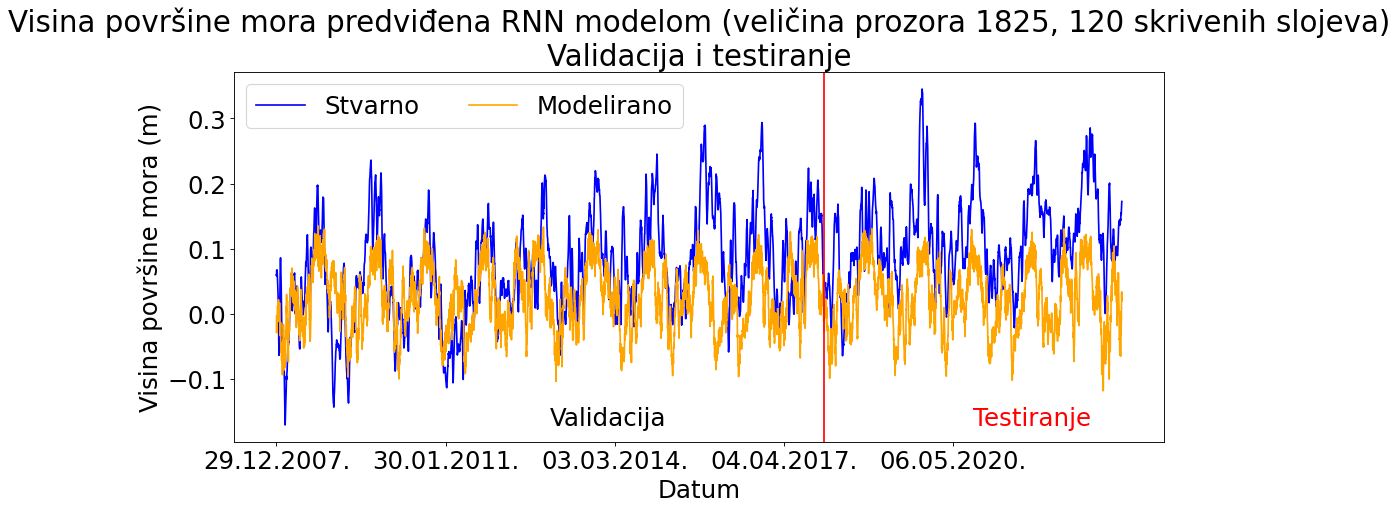 Visina površine mora predviđena RNN modelom (veličina prozora 1825, 120 skrivenih slojeva)
Validacija i testiranje
Stvarno
Modelirano
Visina površine mora (m)
0.3
0.2
0.1
0.0
−0.1
Validacija
Testiranje
29.12.2007.
30.01.2011.
03.03.2014.
04.04.2017.
06.05.2020.
Datum